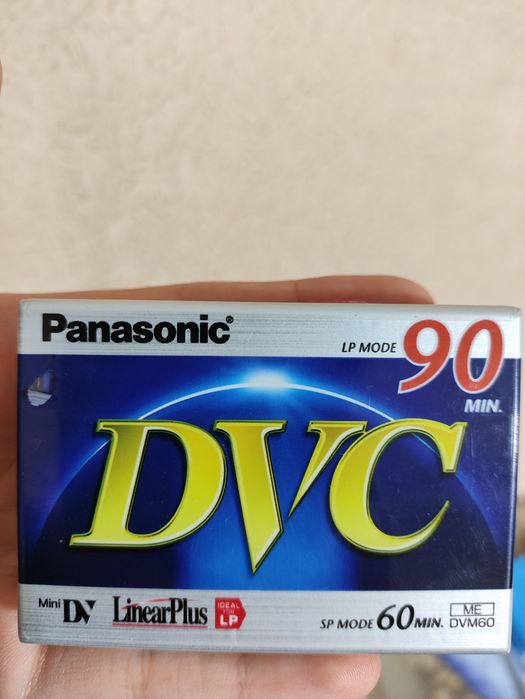 Panasonic®
LP MODE 90 MIN.
DVC
Mini DV LinearPlus IDEAL FOR LP
SP MODE 60 MIN. ME DVM60